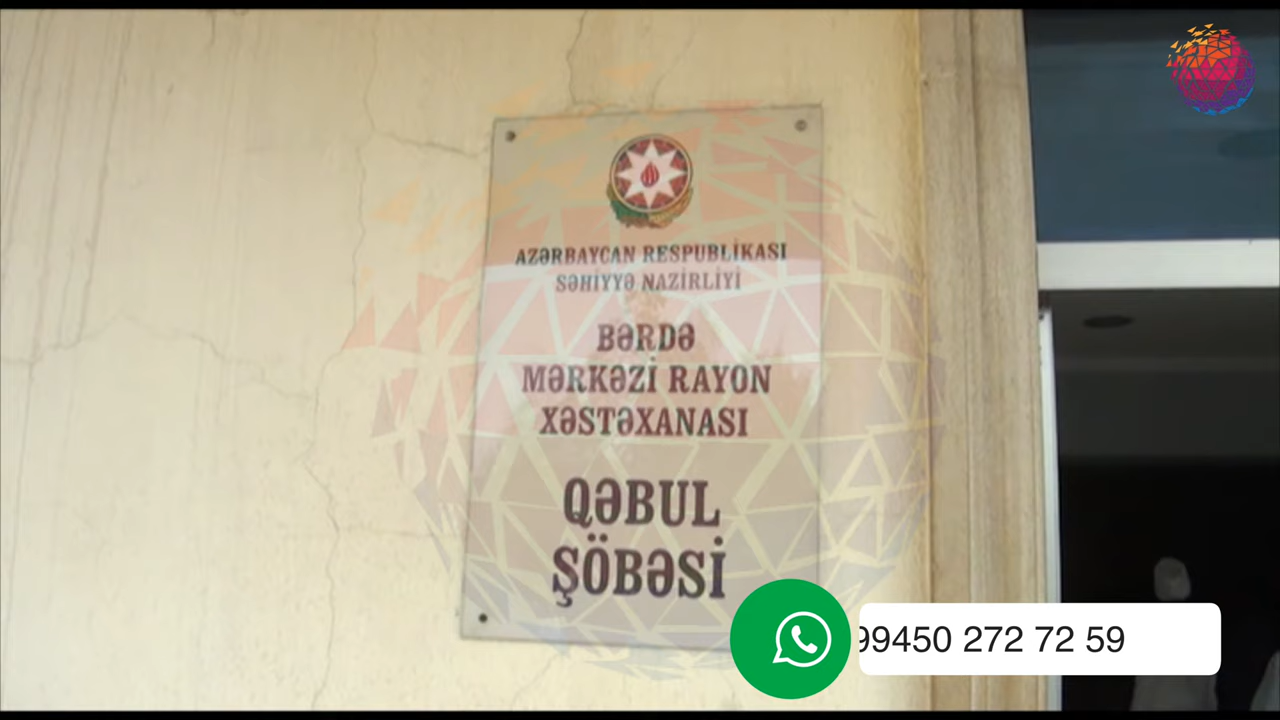 AZƏRBAYCAN RESPUBLİKASI
SƏHİYYƏ NAZİRLİYİ
BƏRDƏ
MƏRKƏZİ RAYON
XƏSTƏXANASI
QƏBUL
ŞÖBƏSİ
99450 272 72 59